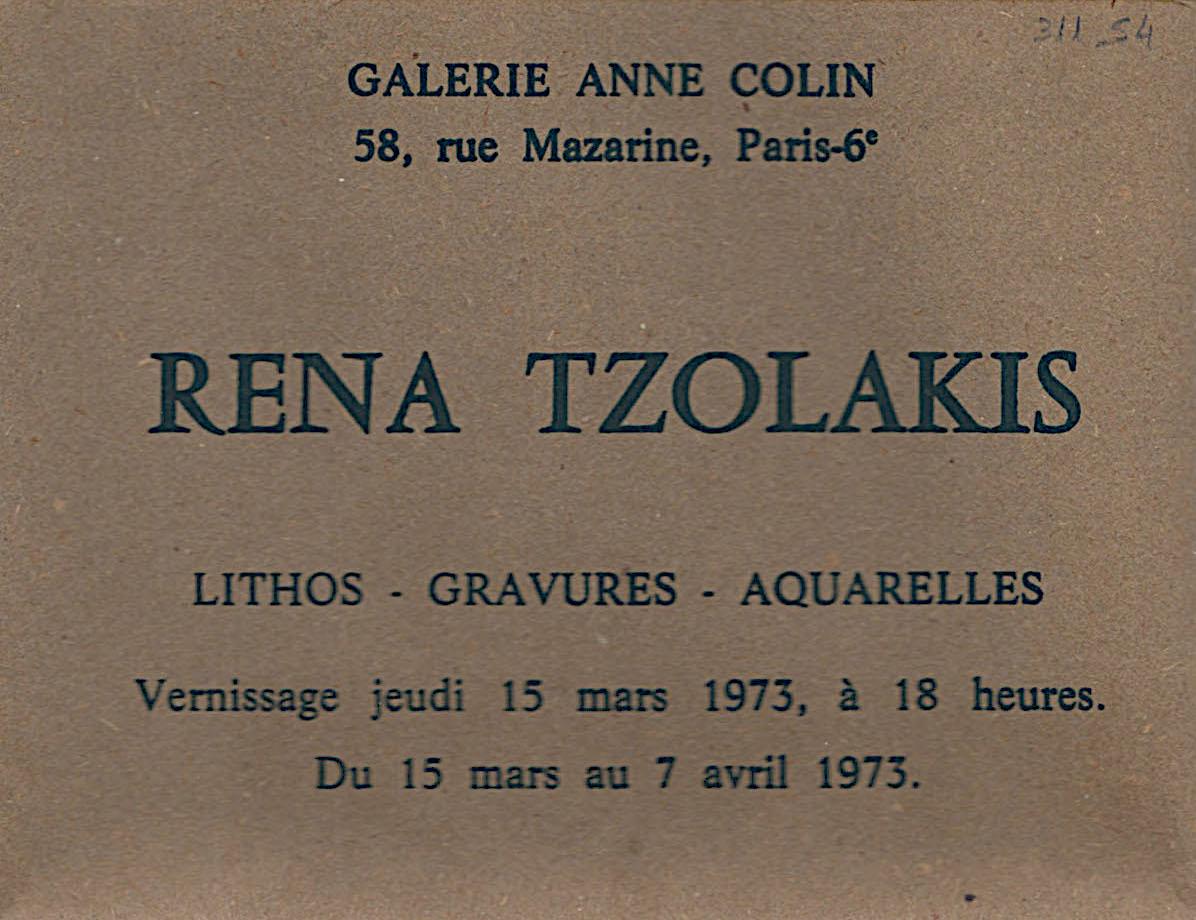 311_54
GALERIE ANNE COLIN
58, rue Mazarine, Paris-6e
RENA TZOLAKIS
LITHOS - GRAVURES - AQUARELLES
Vernissage jeudi 15 mars 1973, à 18 heures.
Du 15 mars au 7 avril 1973.